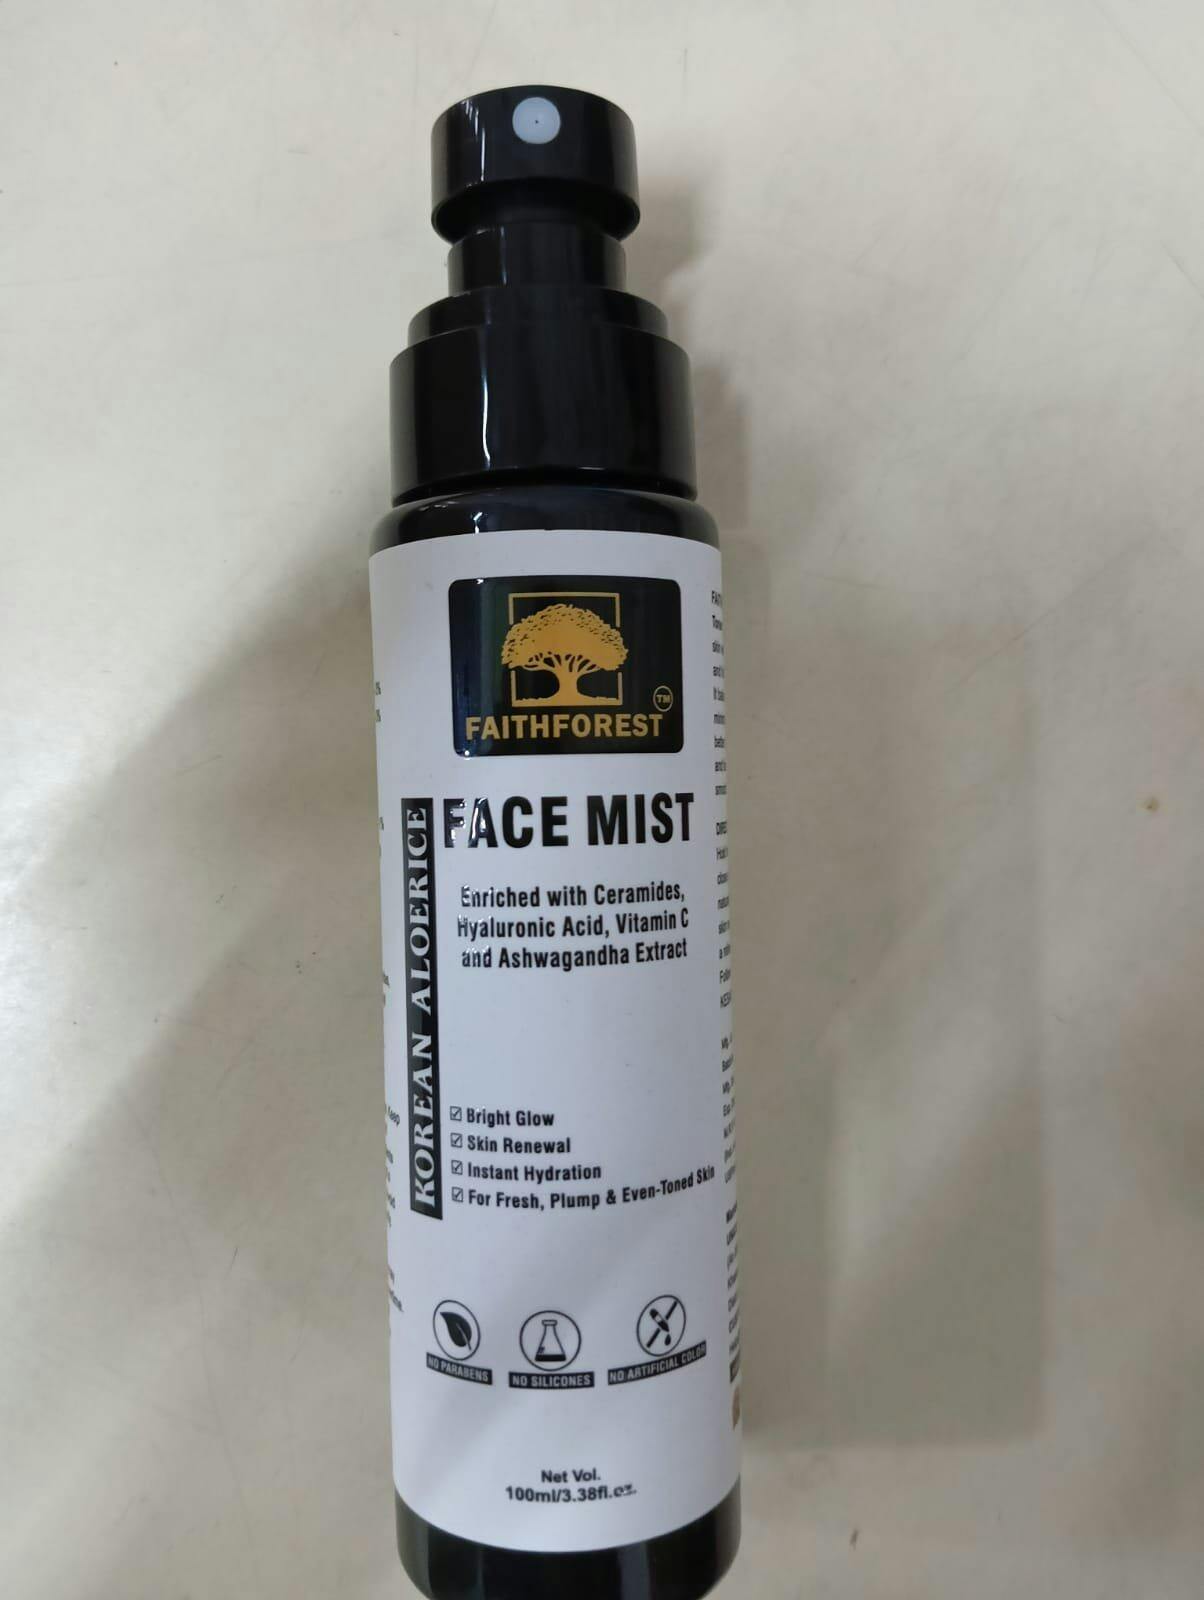 FAITHFOREST
TM
KOREAN ALOERICE
FACE MIST
Enriched with Ceramides,
Hyaluronic Acid, Vitamin C
and Ashwagandha Extract
☑ Bright Glow
☑ Skin Renewal
☑ Instant Hydration
☑ For Fresh, Plump & Even-Toned Skin
NO PARABENS
NO SILICONES
NO ARTIFICIAL COLOR
Net Vol.
100ml/3.38fl.oz.